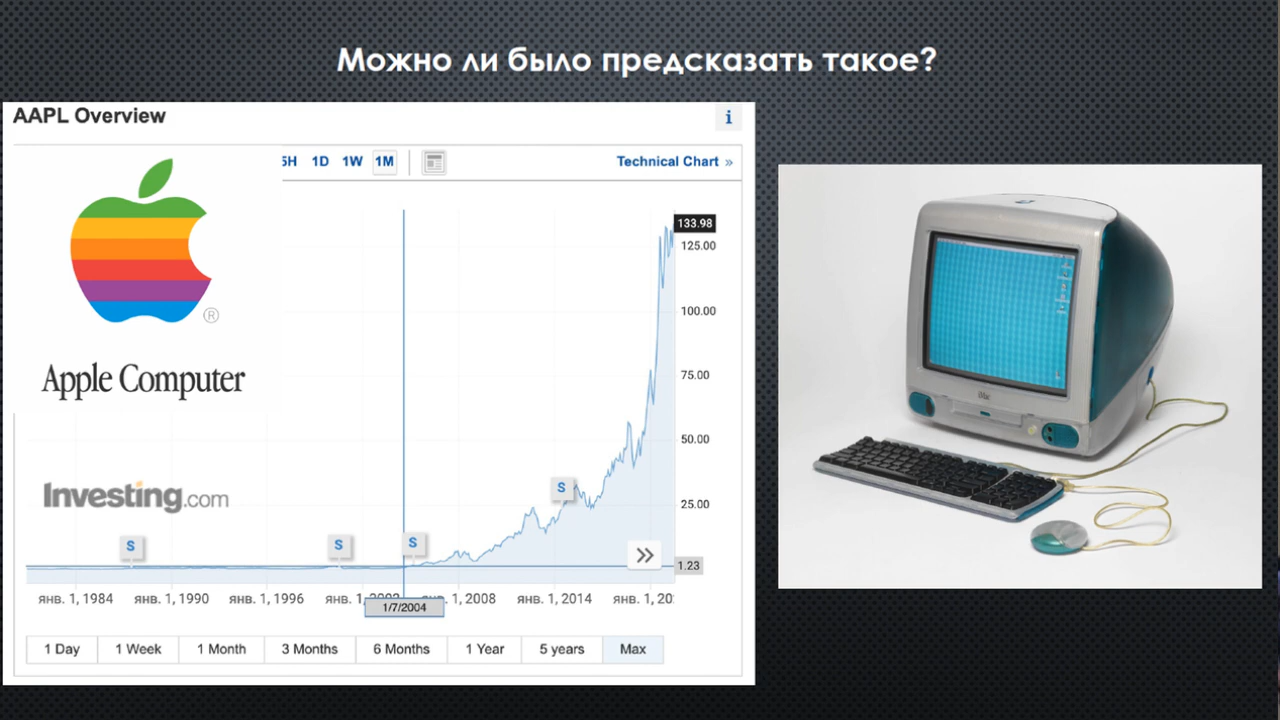 Можно ли было предсказать такое?
AAPL Overview
i
5H 1D 1W 1M
Technical Chart »
133.98
125.00
®
100.00
Apple Computer
75.00
50.00
S
Investing.com
25.00
S S S
1.23
янв. 1, 1984 янв. 1, 1990 янв. 1, 1996 1, 2008 янв. 1, 2014 янв. 1, 20
1/7/2004
1 Day 1 Week 1 Month 3 Months 6 Months 1 Year 5 years Max
iMac